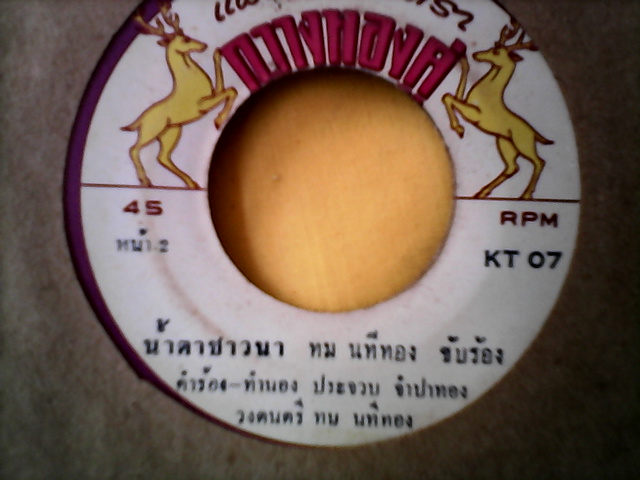 กวางทองคู่
45 RPM
หน้า 2 KT 07
น้ำตาชาวนา ทม นทีทอง ขับร้อง
คำร้อง-ทำนอง ประจวบ จำปาทอง
วงดนตรี ทม นทีทอง